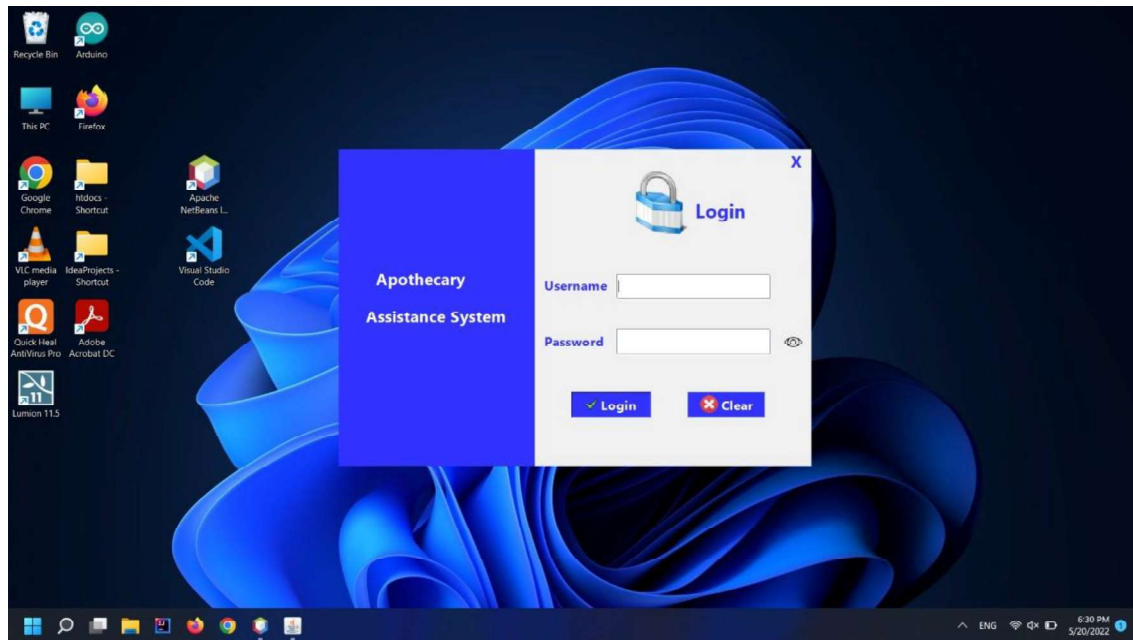 Recycle Bin
Arduino
This PC
Firefox
Google
Chrome
htdocs -
Shortcut
Apache
NetBeans I...
VLC media
player
IdeaProjects -
Shortcut
Visual Studio
Code
Quick Heal
AntiVirus Pro
Adobe
Acrobat DC
11
Lumion 11.5
Apothecary
Assistance System
X
Login
Username
Password
Login
Clear
ENG
6:30 PM
5/20/2022
1